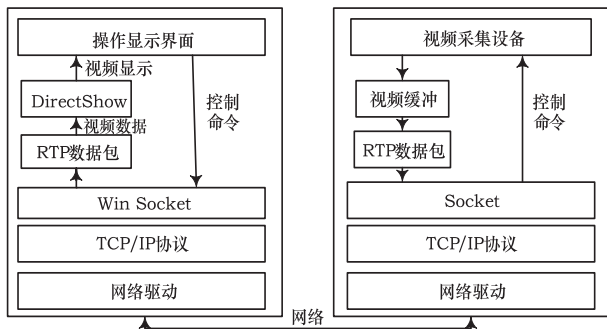 操作显示界面
视频显示
DirectShow
视频数据
RTP数据包
控制
命令
Win Socket
TCP/IP协议
网络驱动
视频采集设备
视频缓冲
RTP数据包
控制
命令
Socket
TCP/IP协议
网络驱动
网络